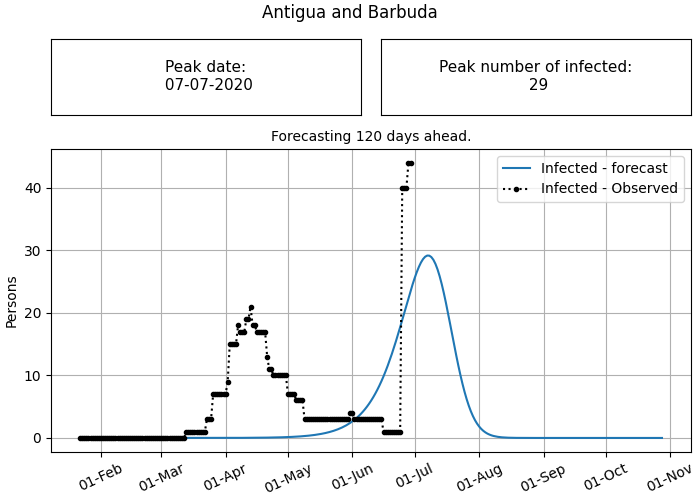 Antigua and Barbuda
Peak date:
07-07-2020
Peak number of infected:
29
Forecasting 120 days ahead.
Infected - forecast
Infected - Observed
Persons
40
30
20
10
0
01-Feb
01-Mar
01-Apr
01-May
01-Jun
01-Jul
01-Aug
01-Sep
01-Oct
01-Nov